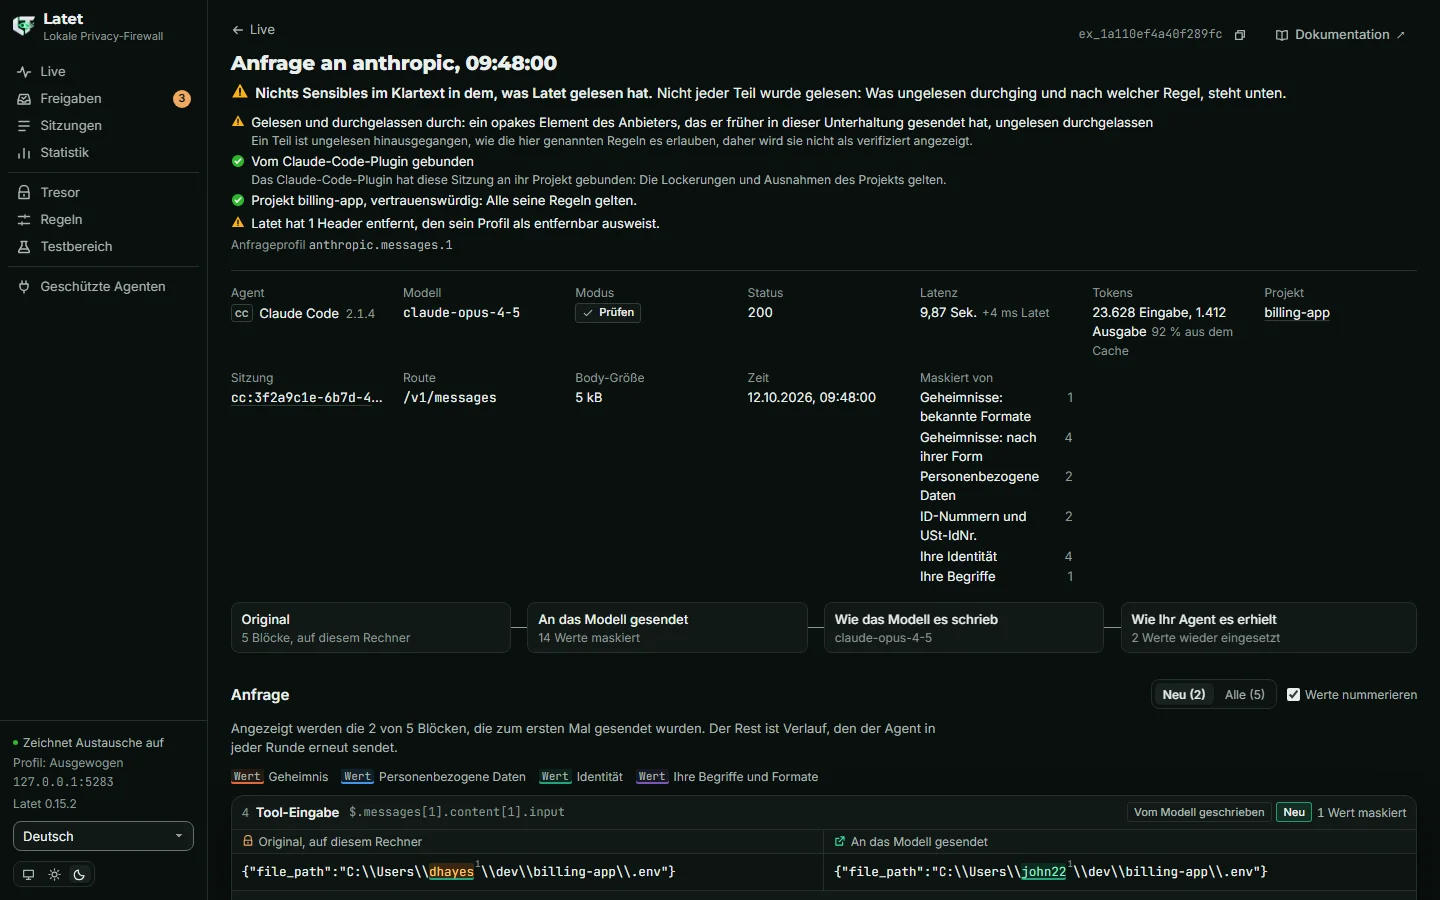 Latet
Lokale Privacy-Firewall
Live
Freigaben 3
Sitzungen
Statistik
Tresor
Regeln
Testbereich
Geschützte Agenten
Zeichnet Austausche auf
Profil: Ausgewogen
127.0.0.1:5283
Latet 0.15.2
Deutsch
← Live
ex_1a110ef4a40f289fc
Dokumentation ↗
Anfrage an anthropic, 09:48:00
Nichts Sensibles im Klartext in dem, was Latet gelesen hat. Nicht jeder Teil wurde gelesen: Was ungelesen durchging und nach welcher Regel, steht unten.
Gelesen und durchgelassen durch: ein opakes Element des Anbieters, das er früher in dieser Unterhaltung gesendet hat, ungelesen durchgelassen
Ein Teil ist ungelesen hinausgegangen, wie die hier genannten Regeln es erlauben, daher wird sie nicht als verifiziert angezeigt.
Vom Claude-Code-Plugin gebunden
Das Claude-Code-Plugin hat diese Sitzung an ihr Projekt gebunden: Die Lockerungen und Ausnahmen des Projekts gelten.
Projekt billing-app, vertrauenswürdig: Alle seine Regeln gelten.
Latet hat 1 Header entfernt, den sein Profil als entfernbar ausweist.
Anfrageprofil anthropic.messages.1
Agent
CC Claude Code 2.1.4
Modell
claude-opus-4-5
Modus
Prüfen
Status
200
Latenz
9,87 Sek. +4 ms Latet
Tokens
23.628 Eingabe, 1.412
Ausgabe 92 % aus dem
Cache
Projekt
billing-app
Sitzung
cc:3f2a9c1e-6b7d-4…
Route
/v1/messages
Body-Größe
5 kB
Zeit
12.10.2026, 09:48:00
Maskiert von
Geheimnisse: 1
bekannte Formate
Geheimnisse: nach 4
ihrer Form
Personenbezogene 2
Daten
ID-Nummern und 2
USt-IdNr.
Ihre Identität 4
Ihre Begriffe 1
Original
5 Blöcke, auf diesem Rechner
An das Modell gesendet
14 Werte maskiert
Wie das Modell es schrieb
claude-opus-4-5
Wie Ihr Agent es erhielt
2 Werte wieder eingesetzt
Anfrage
Neu (2) Alle (5) Werte nummerieren
Angezeigt werden die 2 von 5 Blöcken, die zum ersten Mal gesendet wurden. Der Rest ist Verlauf, den der Agent in
jeder Runde erneut sendet.
Wert Geheimnis Wert Personenbezogene Daten Wert Identität Wert Ihre Begriffe und Formate
4 Tool-Eingabe $.messages[1].content[1].input Vom Modell geschrieben Neu 1 Wert maskiert
Original, auf diesem Rechner
An das Modell gesendet
{"file_path":"C:\\Users\\dhayes1\\dev\\billing-app\\.env"}
{"file_path":"C:\\Users\\john221\\dev\\billing-app\\.env"}